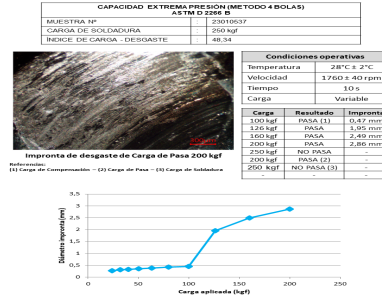 CAPACIDAD EXTREMA PRESIÓN (METODO 4 BOLAS)
ASTM D 2266 B
MUESTRA Nº : 23010537
CARGA DE SOLDADURA : 250 kgf
ÍNDICE DE CARGA - DESGASTE : 48,34
Impronta de desgaste de Carga de Pasa 200 kgf
Referencias:
(1) Carga de Compensación – (2) Carga de Pasa – (3) Carga de Soldadura
Condiciones operativas
Temperatura 28°C ± 2°C
Velocidad 1760 ± 40 rpm
Tiempo 10 s
Carga Variable
Carga Resultado Impronta
100 kgf PASA (1) 0,47 mm
126 kgf PASA 1,95 mm
160 kgf PASA 2,49 mm
200 kgf PASA 2,86 mm
250 kgf NO PASA -
200 kgf PASA (2) -
250 kgf NO PASA (3) -
- - -
Diámetro impronta (mm)
3,5
3
2,5
2
1,5
1
0,5
0
0 50 100 150 200 250
Carga aplicada (kgf)